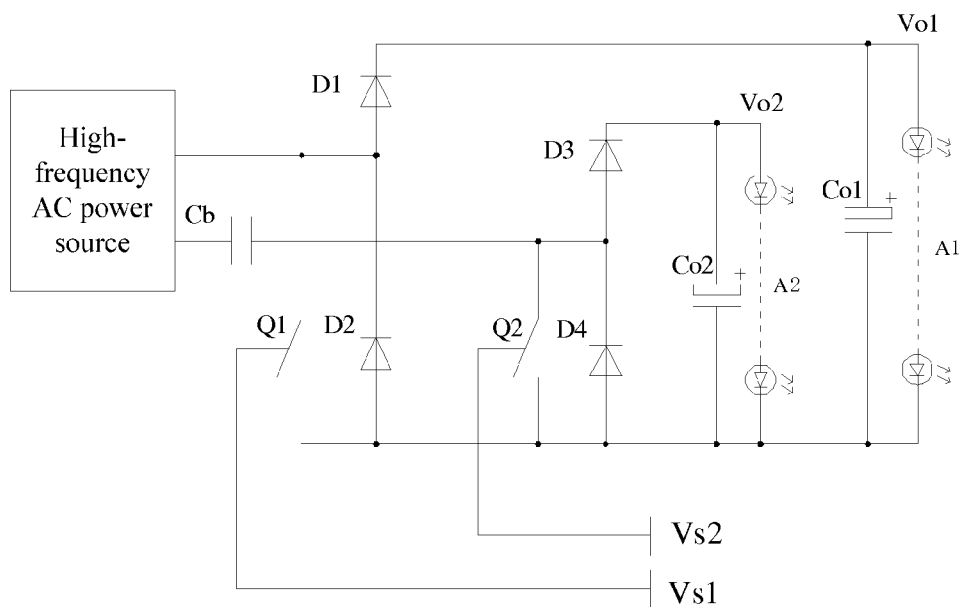 Vo1
D1
Vo2
High-
frequency
AC power
source
D3
Co1
Cb
A1
Co2
A2
Q1
D2
Q2
D4
Vs2
Vs1